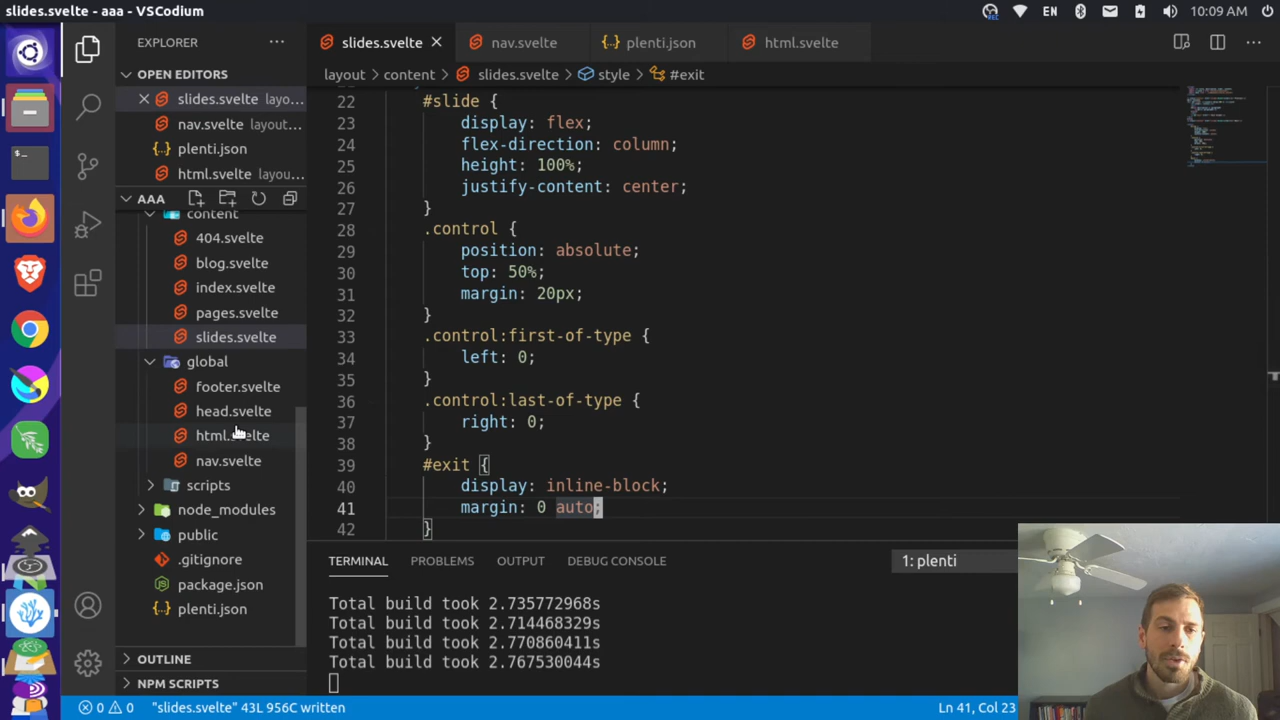 slides.svelte - aaa - VSCodium
EN
10:09 AM
EXPLORER
OPEN EDITORS
slides.svelte layo...
nav.svelte layout...
plenti.json
html.svelte layou...
AAA
content
404.svelte
blog.svelte
index.svelte
pages.svelte
slides.svelte
global
footer.svelte
head.svelte
html.svelte
nav.svelte
scripts
node_modules
public
.gitignore
package.json
plenti.json
OUTLINE
NPM SCRIPTS
slides.svelte
nav.svelte
plenti.json
html.svelte
layout > content > slides.svelte > style > #exit
22 #slide {
23 display: flex;
24 flex-direction: column;
25 height: 100%;
26 justify-content: center;
27 }
28 .control {
29 position: absolute;
30 top: 50%;
31 margin: 20px;
32 }
33 .control:first-of-type {
34 left: 0;
35 }
36 .control:last-of-type {
37 right: 0;
38 }
39 #exit {
40 display: inline-block;
41 margin: 0 auto;
42 }
TERMINAL PROBLEMS OUTPUT DEBUG CONSOLE 1: plenti
Total build took 2.735772968s
Total build took 2.714468329s
Total build took 2.770860411s
Total build took 2.767530044s
0 0 "slides.svelte" 43L 956C written
Ln 41, Col 23